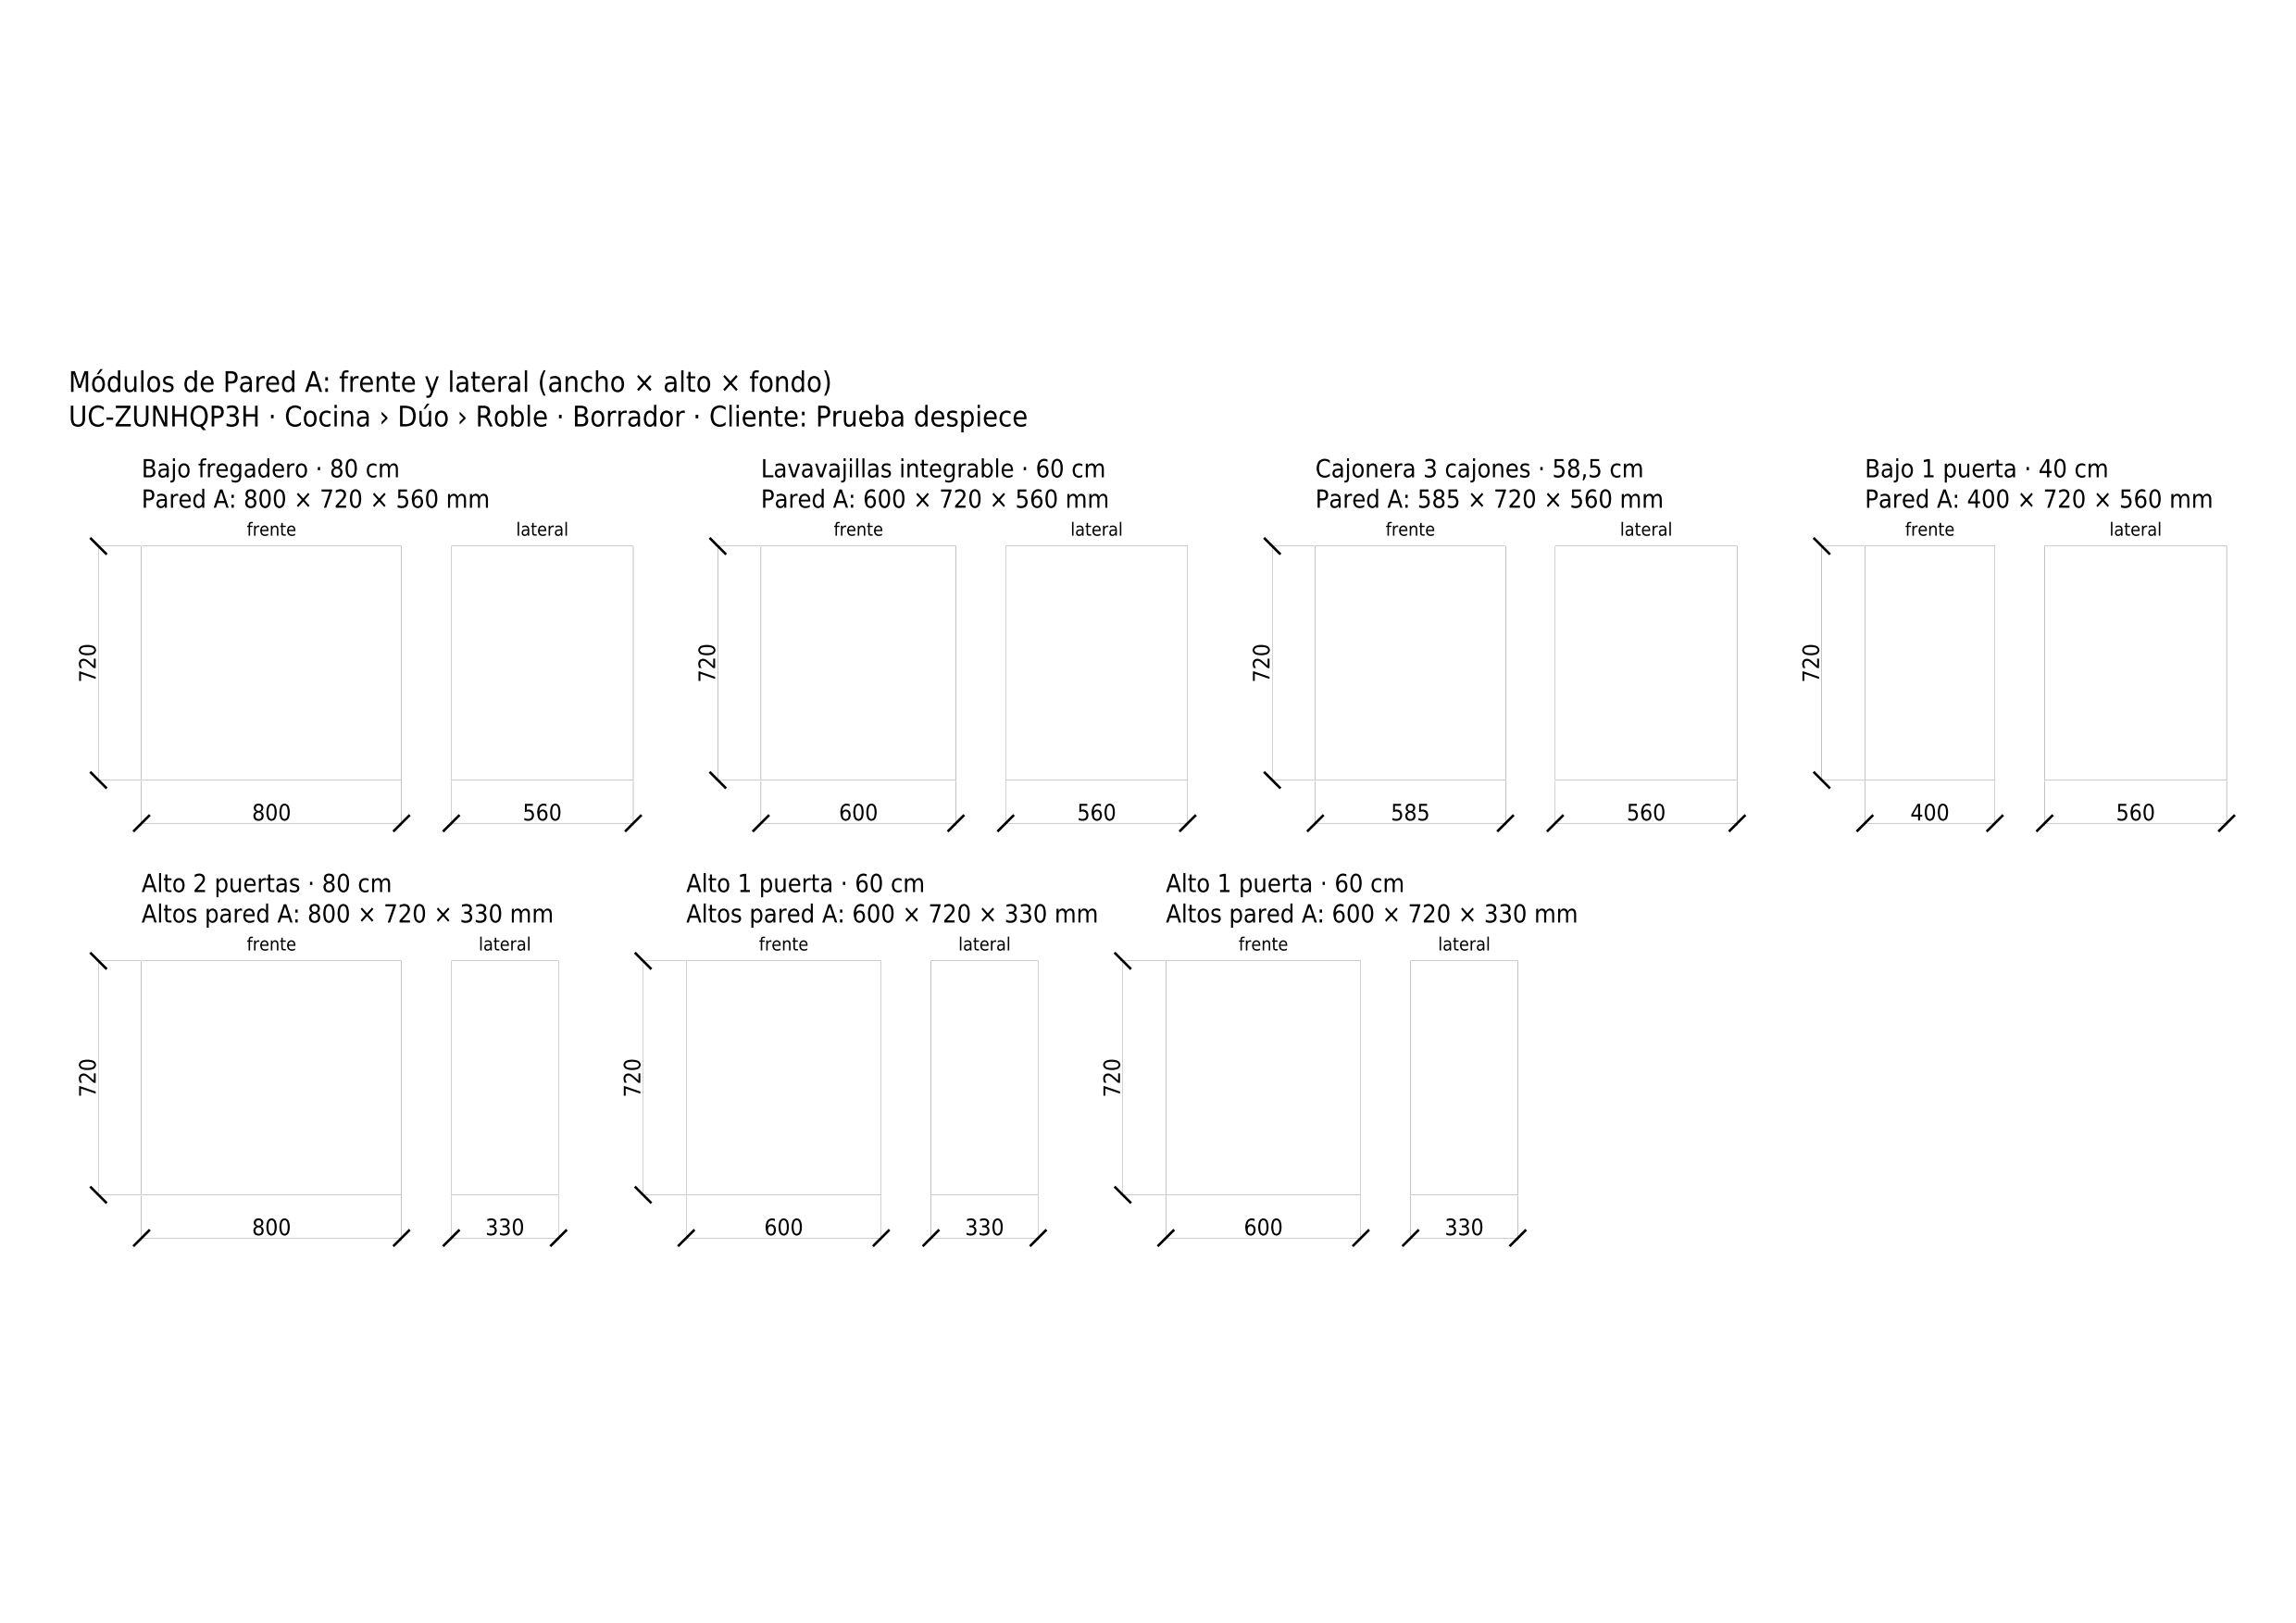 Módulos de Pared A: frente y lateral (ancho × alto × fondo)
UC-ZUNHQP3H · Cocina › Dúo › Roble · Borrador · Cliente: Prueba despiece
Bajo fregadero · 80 cm
Pared A: 800 × 720 × 560 mm
frente
lateral
720
800
560
Lavavajillas integrable · 60 cm
Pared A: 600 × 720 × 560 mm
frente
lateral
720
600
560
Cajonera 3 cajones · 58,5 cm
Pared A: 585 × 720 × 560 mm
frente
lateral
720
585
560
Bajo 1 puerta · 40 cm
Pared A: 400 × 720 × 560 mm
frente
lateral
720
400
560
Alto 2 puertas · 80 cm
Altos pared A: 800 × 720 × 330 mm
frente
lateral
720
800
330
Alto 1 puerta · 60 cm
Altos pared A: 600 × 720 × 330 mm
frente
lateral
720
600
330
Alto 1 puerta · 60 cm
Altos pared A: 600 × 720 × 330 mm
frente
lateral
720
600
330